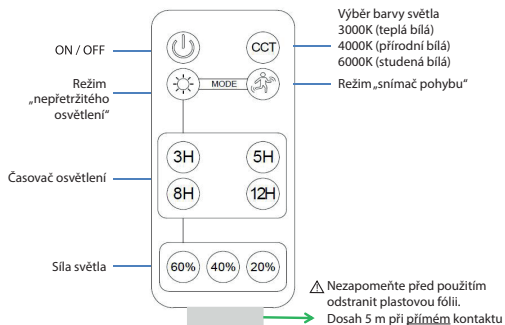 Výběr barvy světla
3000K (teplá bílá)
4000K (přírodní bílá)
6000K (studená bílá)
ON / OFF
CCT
Režim
„nepřetržitého
osvětlení“
MODE
Režim „snímač pohybu“
3H
5H
Časovač osvětlení
8H
12H
Síla světla
60%
40%
20%
Nezapomeňte před použitím
odstranit plastovou fólii.
Dosah 5 m při přímém kontaktu